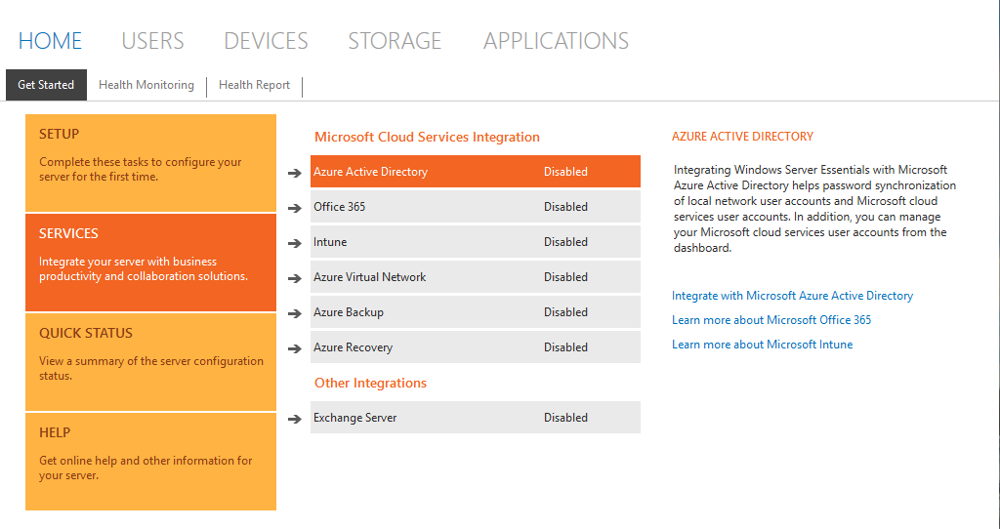 HOME USERS DEVICES STORAGE APPLICATIONS
Get Started Health Monitoring Health Report
SETUP
Complete these tasks to configure your
server for the first time.
SERVICES
Integrate your server with business
productivity and collaboration solutions.
QUICK STATUS
View a summary of the server configuration
status.
HELP
Get online help and other information for
your server.
Microsoft Cloud Services Integration
Azure Active Directory Disabled
Office 365 Disabled
Intune Disabled
Azure Virtual Network Disabled
Azure Backup Disabled
Azure Recovery Disabled
Other Integrations
Exchange Server Disabled
AZURE ACTIVE DIRECTORY
Integrating Windows Server Essentials with Microsoft
Azure Active Directory helps password synchronization
of local network user accounts and Microsoft cloud
services user accounts. In addition, you can manage
your Microsoft cloud services user accounts from the
dashboard.
Integrate with Microsoft Azure Active Directory
Learn more about Microsoft Office 365
Learn more about Microsoft Intune